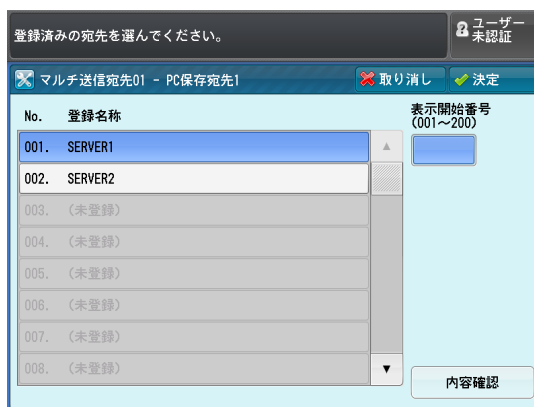 登録済みの宛先を選んでください。
ユーザー
未認証
マルチ送信宛先01 - PC保存宛先1
取り消し
決定
No. 登録名称
表示開始番号
(001～200)
001. SERVER1
002. SERVER2
003. (未登録)
004. (未登録)
005. (未登録)
006. (未登録)
007. (未登録)
008. (未登録)
内容確認